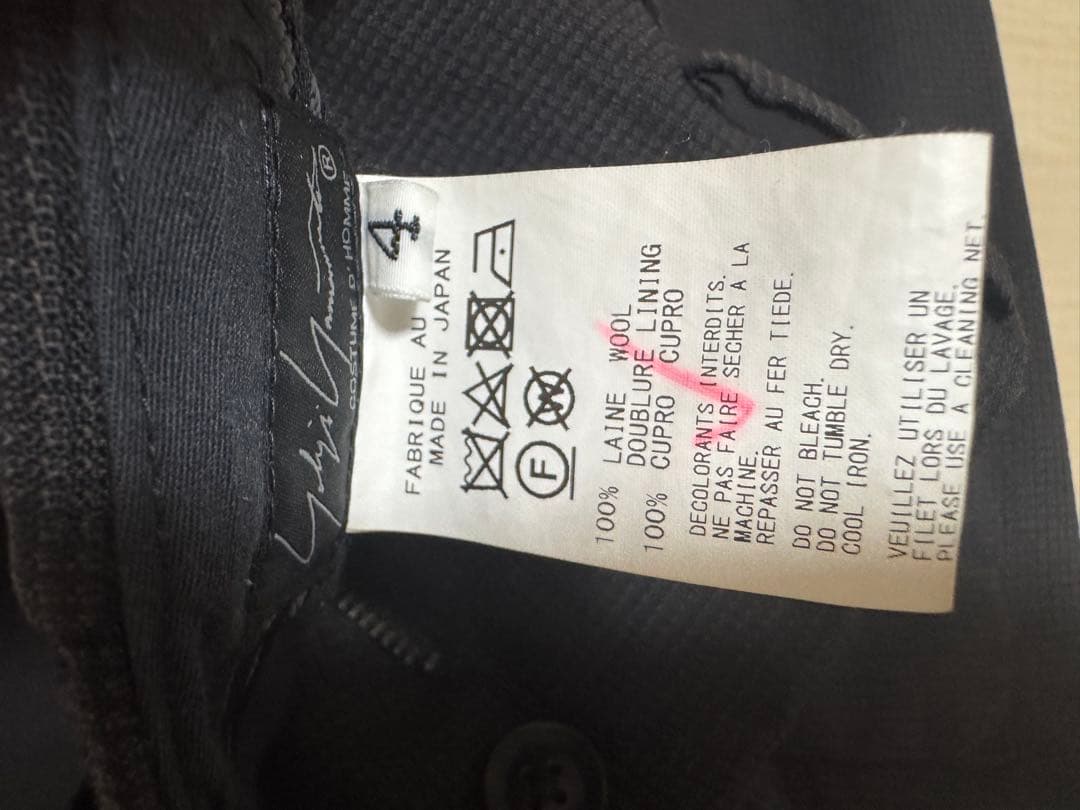 Yohji Yamamoto®
COSTUME D'HOMME
4
FABRIQUE AU
MADE IN JAPAN
F
W
100% LAINE WOOL
DOUBLURE LINING
100% CUPRO CUPRO
DECOLORANTS INTERDITS.
NE PAS FAIRE SECHER A LA
MACHINE.
REPASSER AU FER TIEDE.
DO NOT BLEACH.
DO NOT TUMBLE DRY.
COOL IRON.
VEUILLEZ UTILISER UN
FILET LORS DU LAVAGE.
PLEASE USE A CLEANING NET.